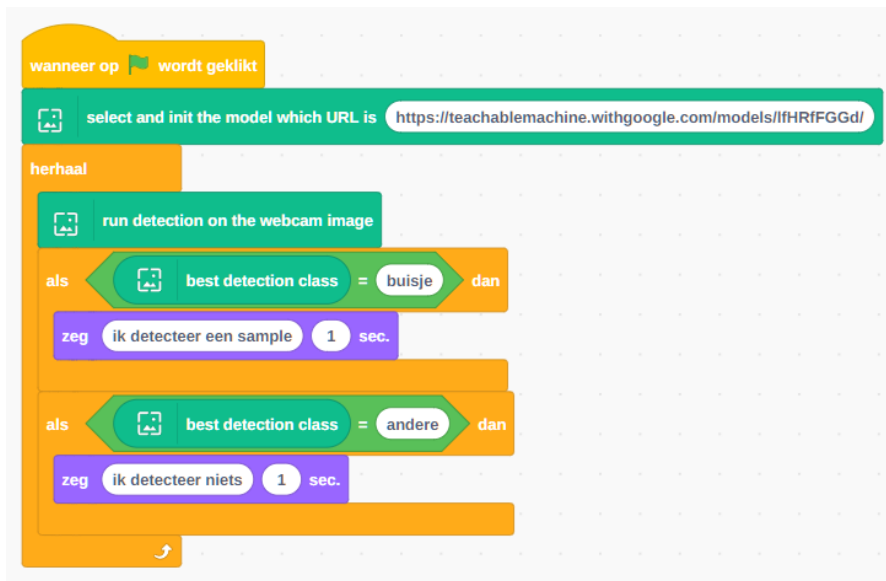 wanneer op wordt geklikt
select and init the model which URL is https://teachablemachine.withgoogle.com/models/lfHRfFGGd/
herhaal
run detection on the webcam image
als best detection class = buisje dan
zeg ik detecteer een sample 1 sec.
als best detection class = andere dan
zeg ik detecteer niets 1 sec.